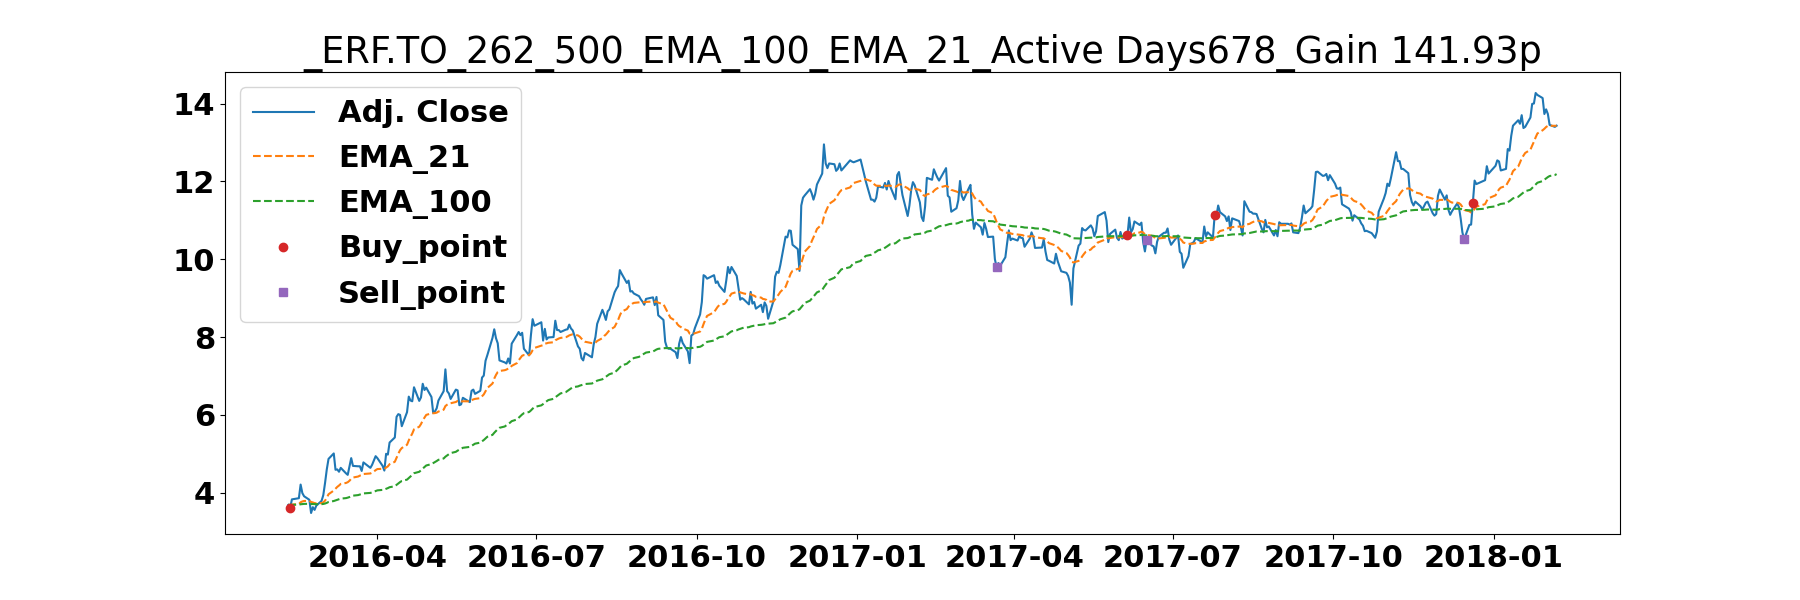 _ERF.TO_262_500_EMA_100_EMA_21_Active Days678_Gain 141.93p
Adj. Close
EMA_21
EMA_100
Buy_point
Sell_point
14
12
10
8
6
4
2016-04 2016-07 2016-10 2017-01 2017-04 2017-07 2017-10 2018-01